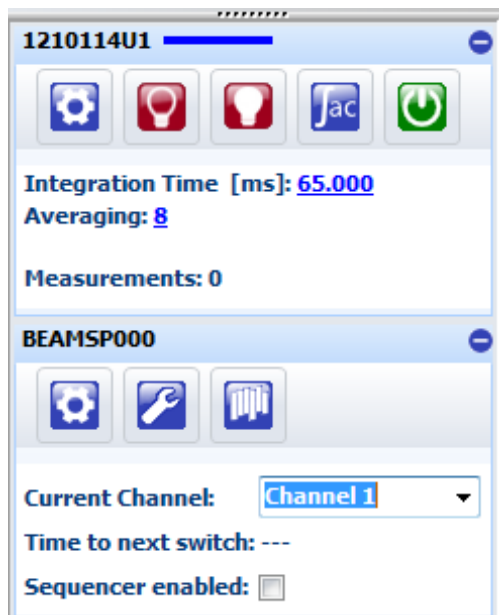 1210114U1
∫ac
Integration Time [ms]: 65.000
Averaging: 8
Measurements: 0
BEAMSP000
Current Channel: Channel 1
Time to next switch: ---
Sequencer enabled: